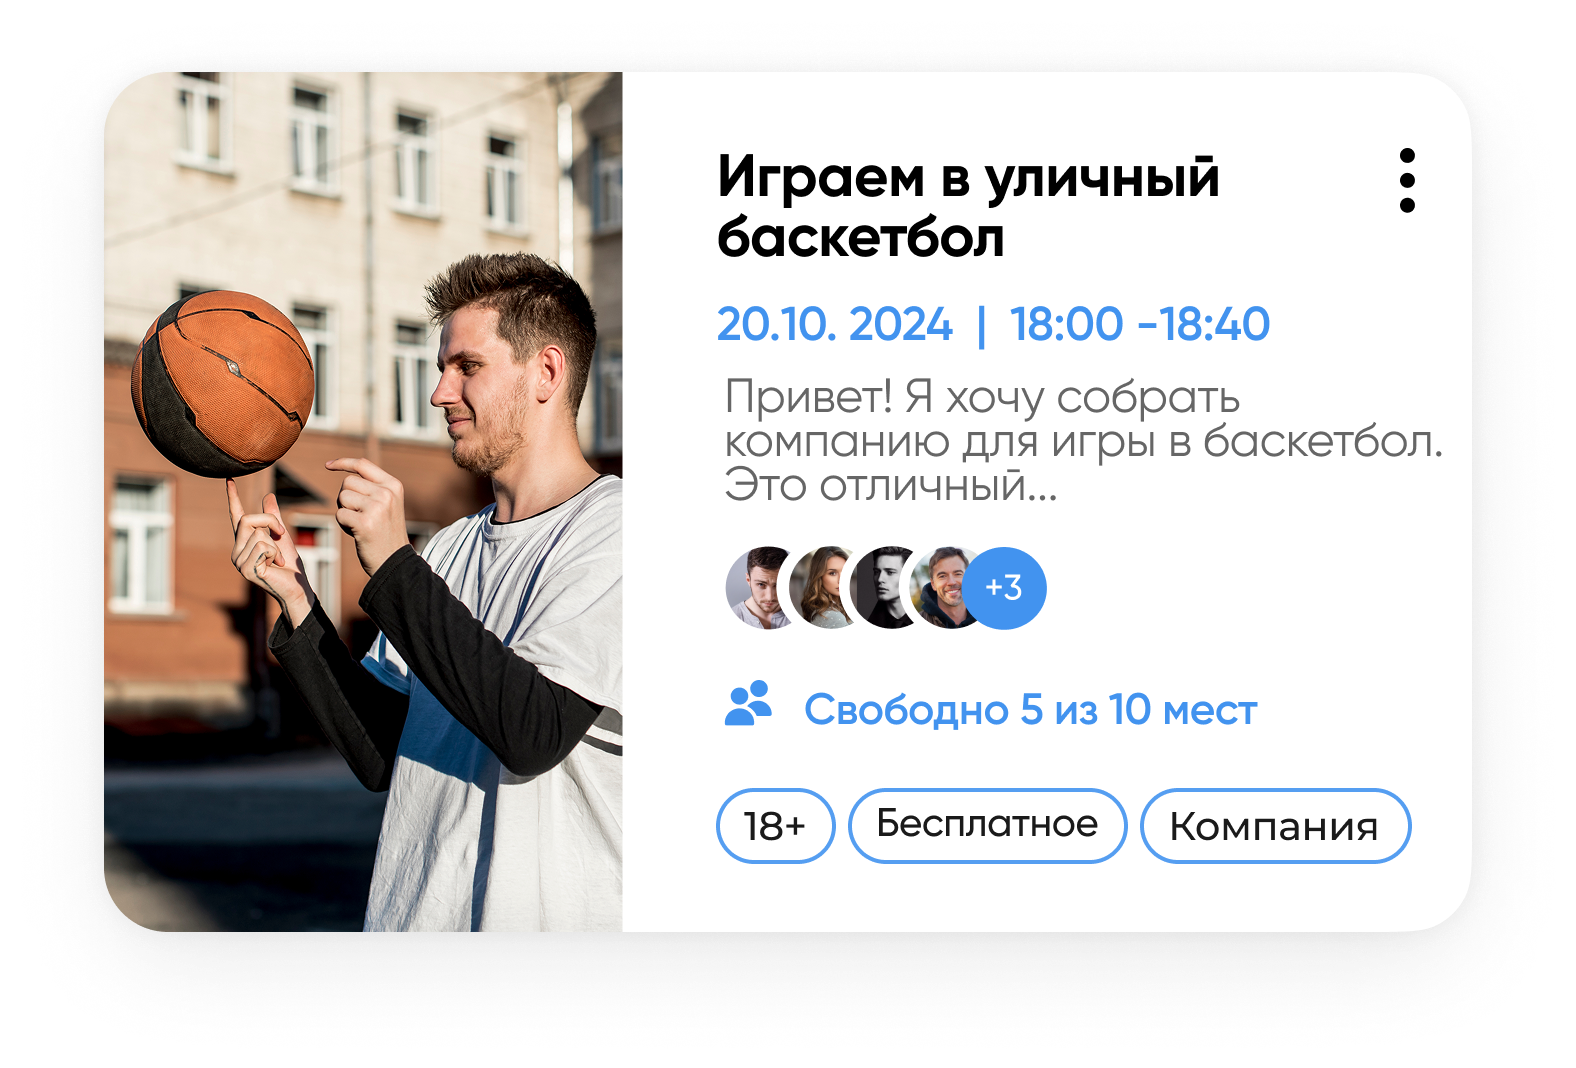 Играем в уличный
баскетбол
20.10. 2024 | 18:00 -18:40
Привет! Я хочу собрать
компанию для игры в баскетбол.
Это отличный...
+3
Свободно 5 из 10 мест
18+ Бесплатное Компания